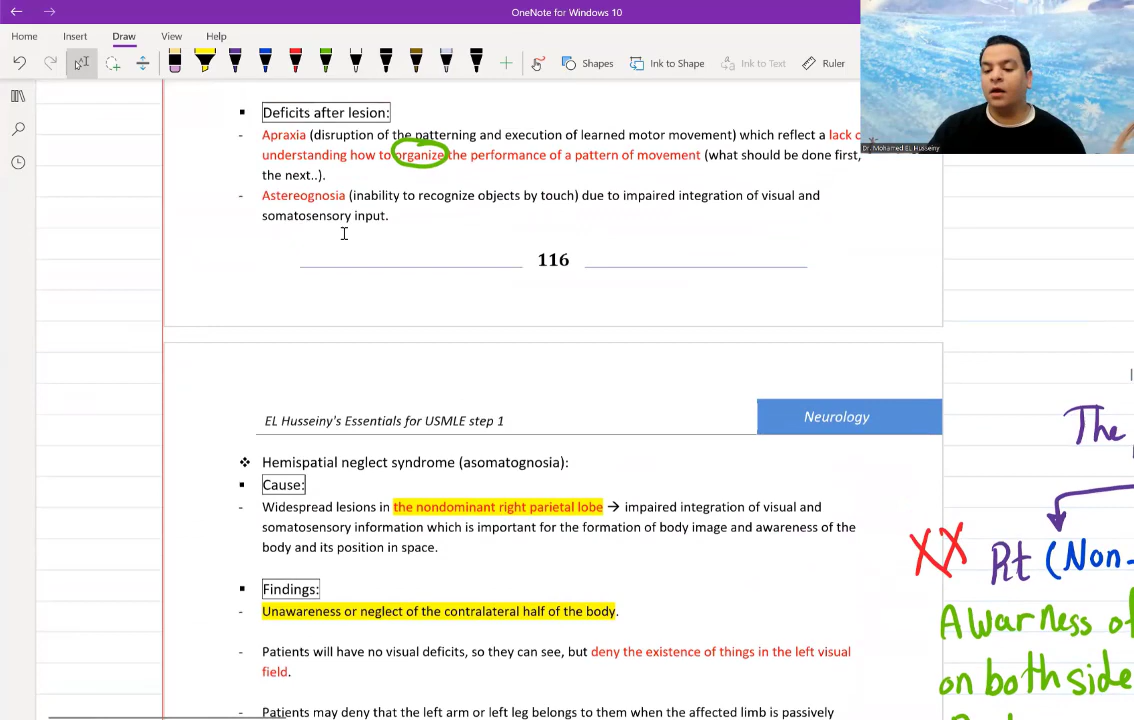 OneNote for Windows 10
Home Insert Draw View Help
Shapes Ink to Shape Ink to Text Ruler
Dr. Mohamed EL Husseiny
▪ Deficits after lesion:
- Apraxia (disruption of the patterning and execution of learned motor movement) which reflect a lack
understanding how to organize the performance of a pattern of movement (what should be done first,
the next..).
- Astereognosia (inability to recognize objects by touch) due to impaired integration of visual and
somatosensory input.
116
EL Husseiny's Essentials for USMLE step 1
Neurology
❖ Hemispatial neglect syndrome (asomatognosia):
▪ Cause:
- Widespread lesions in the nondominant right parietal lobe → impaired integration of visual and
somatosensory information which is important for the formation of body image and awareness of the
body and its position in space.
▪ Findings:
- Unawareness or neglect of the contralateral half of the body.
- Patients will have no visual deficits, so they can see, but deny the existence of things in the left visual
field.
- Patients may deny that the left arm or left leg belongs to them when the affected limb is passively
The
XX Rt (Non-
Awarness of
on both side